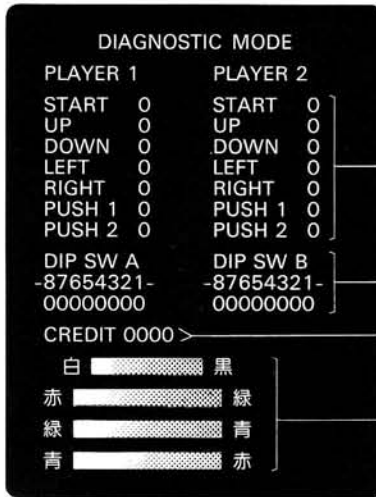 DIAGNOSTIC MODE
PLAYER 1 PLAYER 2
START 0 START 0
UP 0 UP 0
DOWN 0 DOWN 0
LEFT 0 LEFT 0
RIGHT 0 RIGHT 0
PUSH 1 0 PUSH 1 0
PUSH 2 0 PUSH 2 0
DIP SW A DIP SW B
-87654321- -87654321-
00000000 00000000
CREDIT 0000
白 黒
赤 緑
緑 青
青 赤